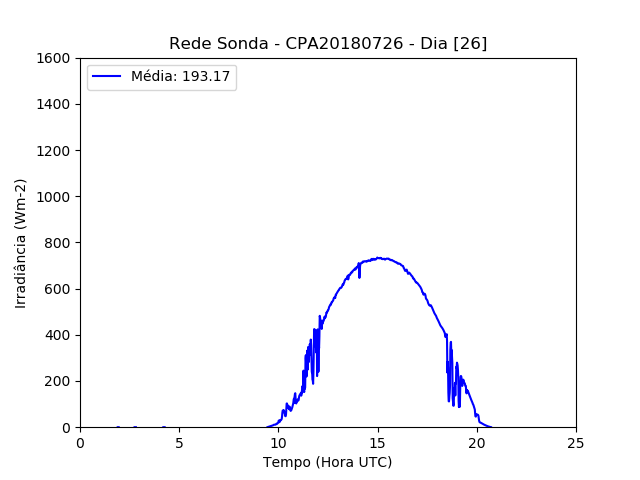 Rede Sonda - CPA20180726 - Dia [26]
Média: 193.17
1600
1400
1200
1000
800
600
400
200
0
Irradiância (Wm-2)
0 5 10 15 20 25
Tempo (Hora UTC)